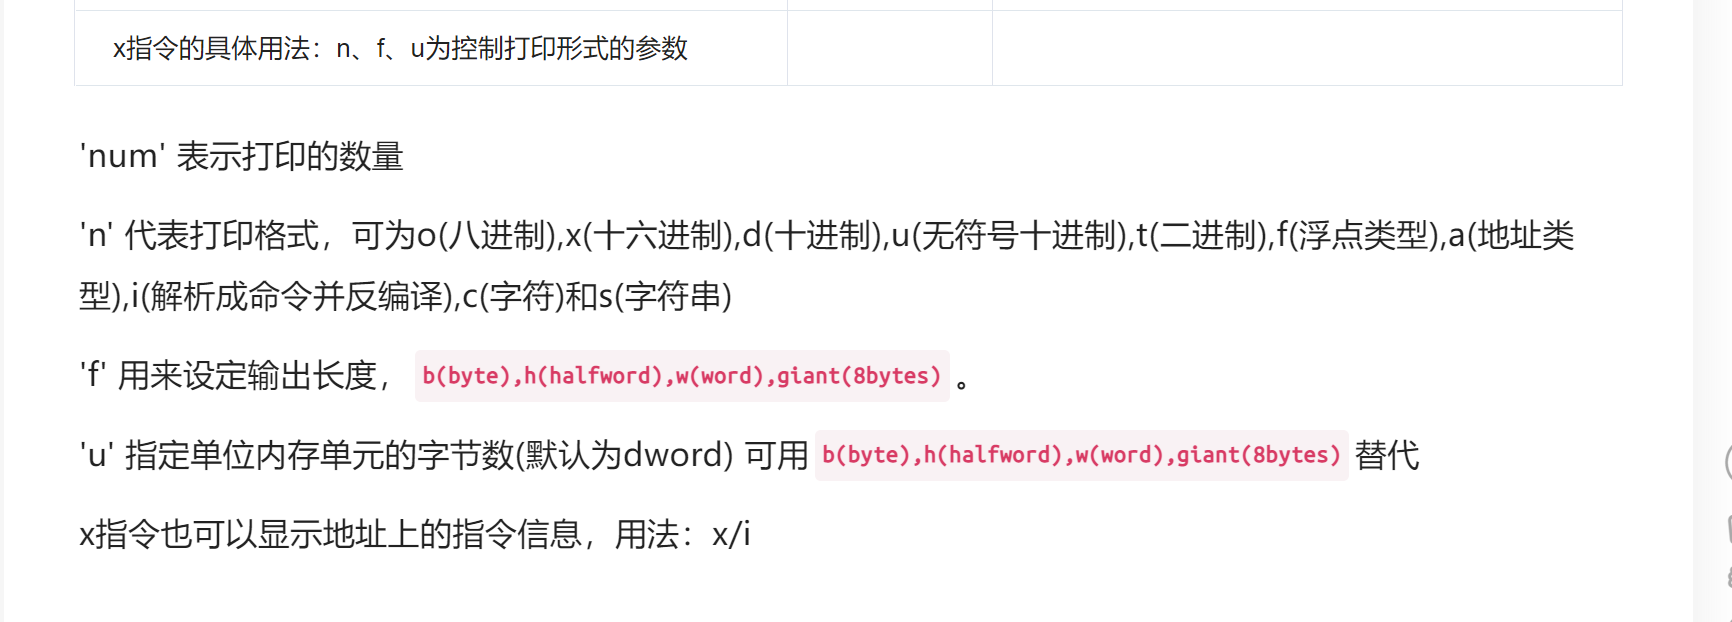 x指令的具体用法：n、f、u为控制打印形式的参数
'num' 表示打印的数量
'n' 代表打印格式，可为o(八进制),x(十六进制),d(十进制),u(无符号十进制),t(二进制),f(浮点类型),a(地址类
型),i(解析成命令并反编译),c(字符)和s(字符串)
'f' 用来设定输出长度， b(byte),h(halfword),w(word),giant(8bytes) 。
'u' 指定单位内存单元的字节数(默认为dword) 可用 b(byte),h(halfword),w(word),giant(8bytes) 替代
x指令也可以显示地址上的指令信息，用法：x/i